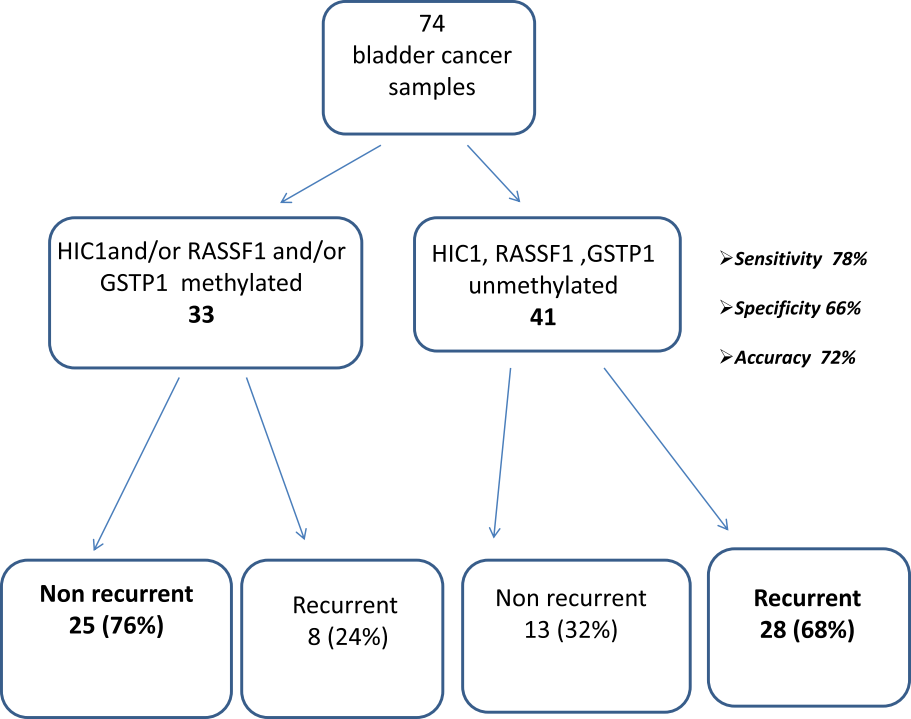 74
bladder cancer
samples
HIC1and/or RASSF1 and/or
GSTP1 methylated
33
HIC1, RASSF1 ,GSTP1
unmethylated
41
➢Sensitivity 78%
➢Specificity 66%
➢Accuracy 72%
Non recurrent
25 (76%)
Recurrent
8 (24%)
Non recurrent
13 (32%)
Recurrent
28 (68%)